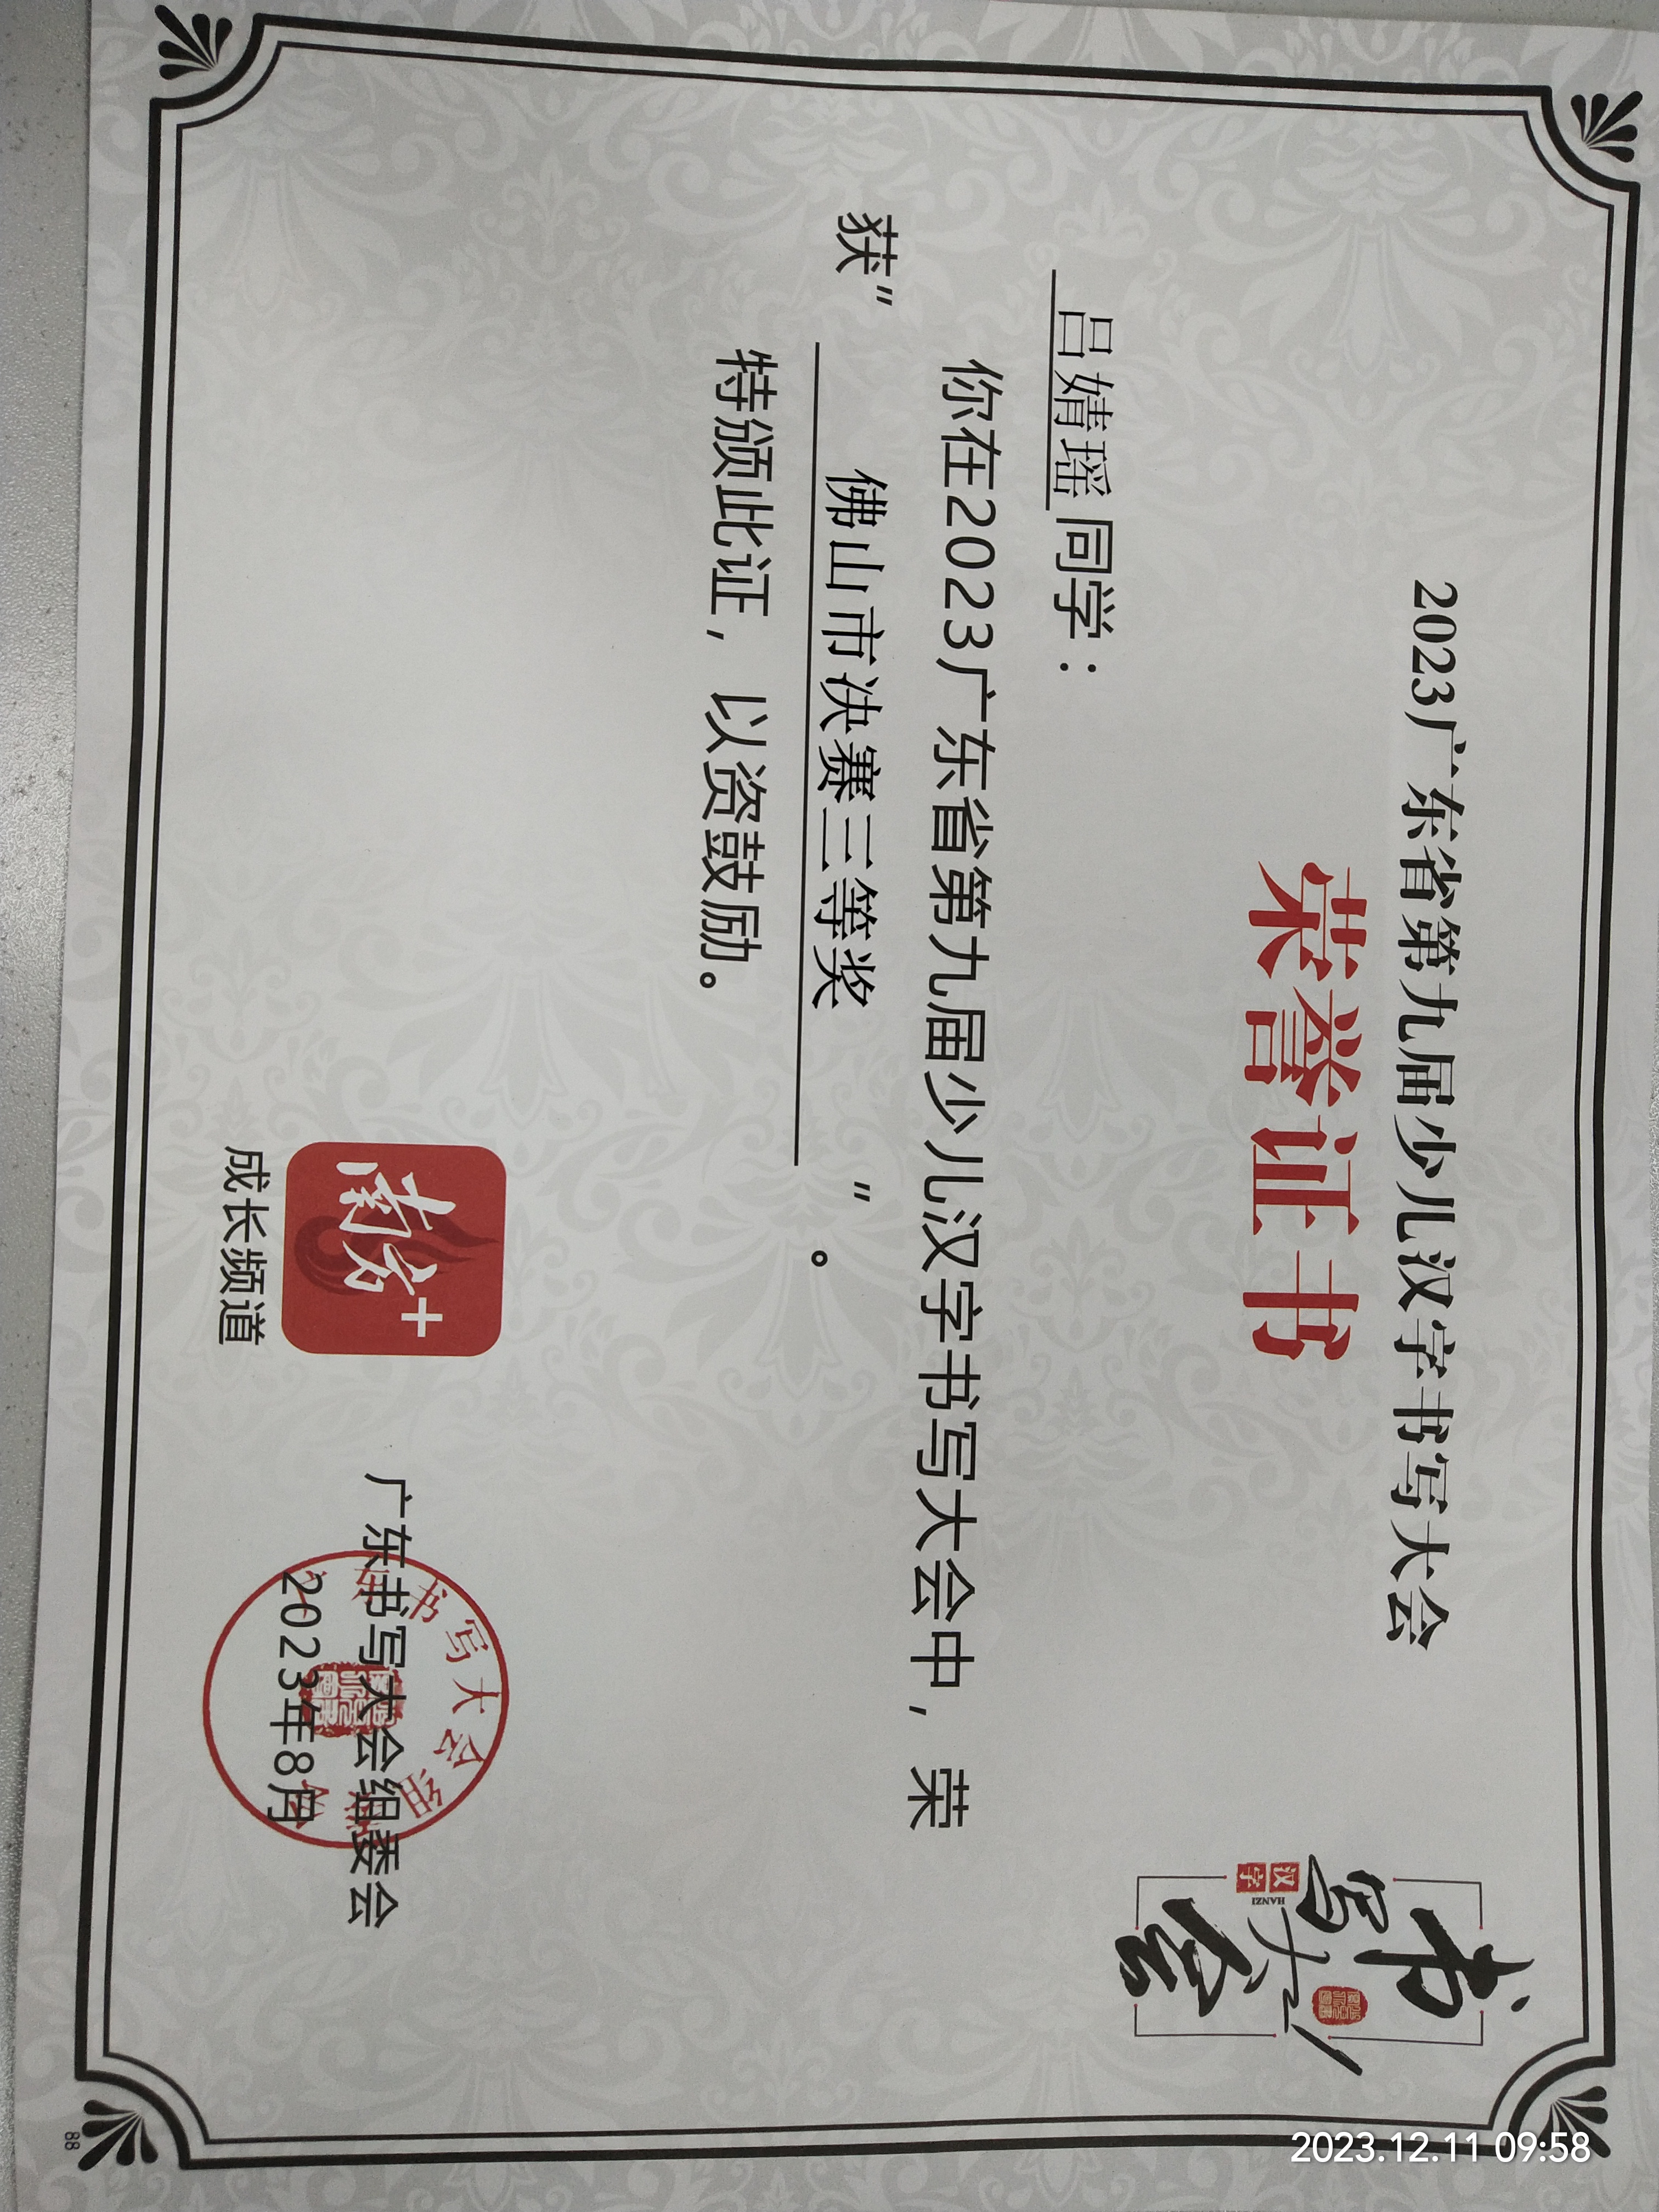 2023广东省第九届少儿汉字书写大会
荣誉证书
书写大会
汉字
HANZI
吕婧瑶同学：
你在2023广东省第九届少儿汉字书写大会中，荣
获“佛山市决赛三等奖”。
特颁此证，以资鼓励。
南方+
成长频道
广东书写大会组委会
2023年8月
88
2023.12.11 09:58